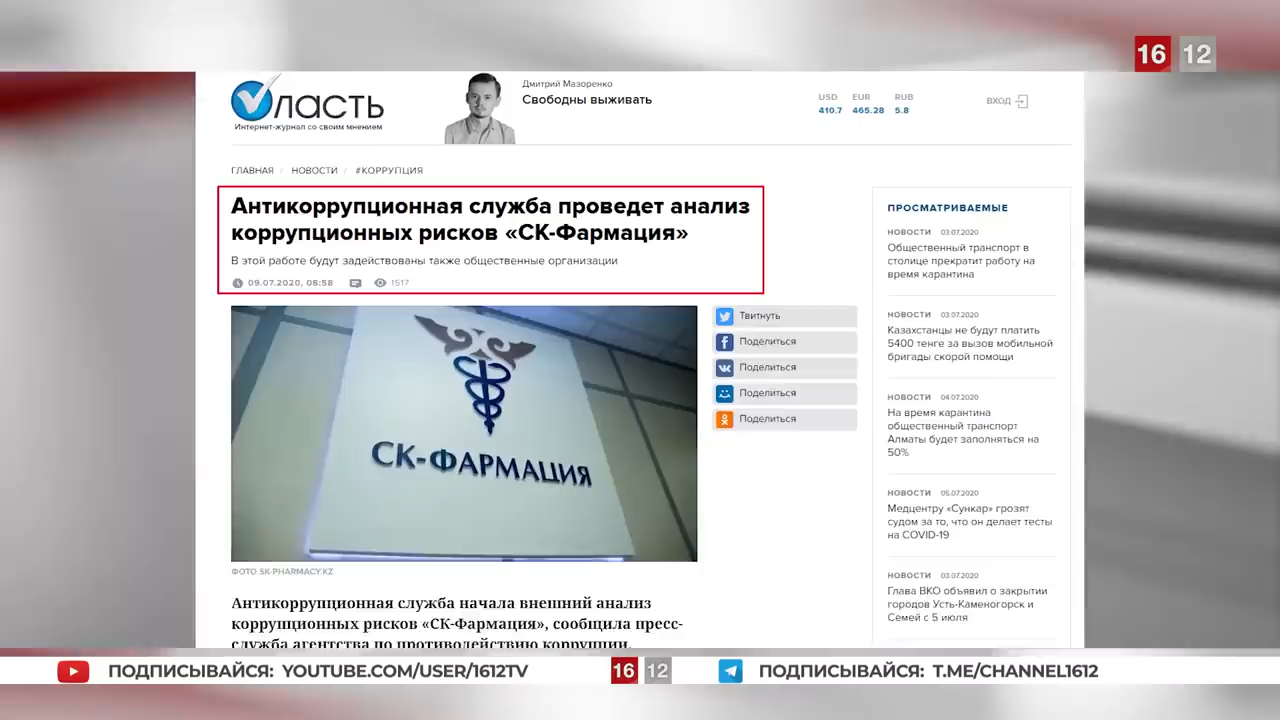 16 12
Власть
Интернет-журнал со своим мнением
Дмитрий Мазоренко
Свободны выживать
USD EUR RUB
410.7 465.28 5.8
ВХОД
ГЛАВНАЯ / НОВОСТИ / #КОРРУПЦИЯ
Антикоррупционная служба проведет анализ
коррупционных рисков «СК-Фармация»
В этой работе будут задействованы также общественные организации
09.07.2020, 08:58 1517
СК-ФАРМАЦИЯ
ФОТО SK-PHARMACY.KZ
Антикоррупционная служба начала внешний анализ
коррупционных рисков «СК-Фармация», сообщила пресс-
служба агентства по противодействию коррупции.
Твитнуть
Поделиться
Поделиться
Поделиться
Поделиться
ПРОСМАТРИВАЕМЫЕ
НОВОСТИ 03.07.2020
Общественный транспорт в
столице прекратит работу на
время карантина
НОВОСТИ 03.07.2020
Казахстанцы не будут платить
5400 тенге за вызов мобильной
бригады скорой помощи
НОВОСТИ 04.07.2020
На время карантина
общественный транспорт
Алматы будет заполняться на
50%
НОВОСТИ 05.07.2020
Медцентру «Сункар» грозят
судом за то, что он делает тесты
на COVID-19
НОВОСТИ 03.07.2020
Глава ВКО объявил о закрытии
городов Усть-Каменогорск и
Семей с 5 июля
ПОДПИСЫВАЙСЯ: YOUTUBE.COM/USER/1612TV 16 12 ПОДПИСЫВАЙСЯ: T.ME/CHANNEL1612